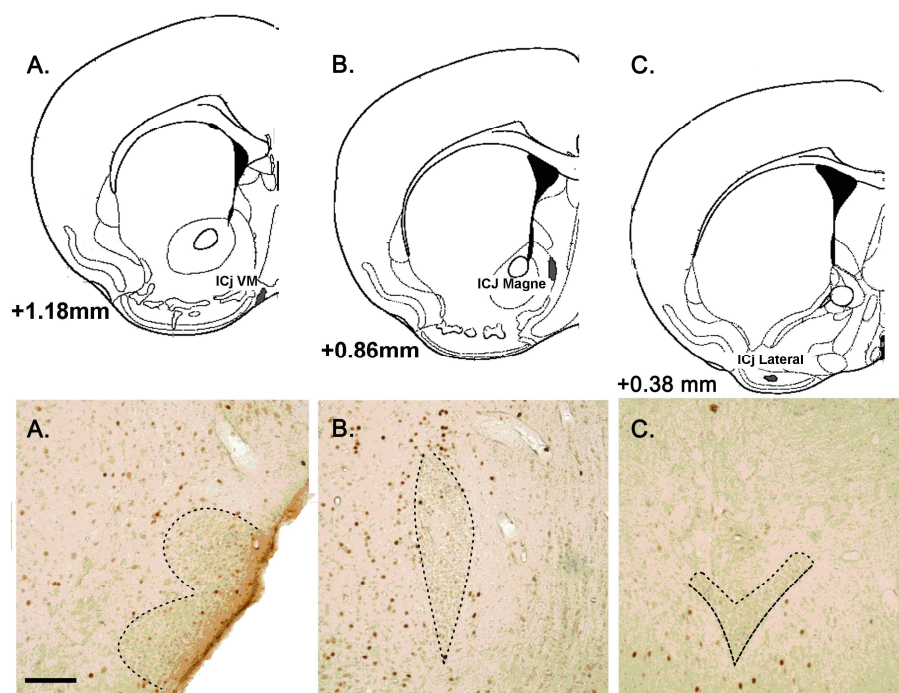 A.
B.
C.
ICj VM
ICJ Magne
ICj Lateral
+1.18mm
+0.86mm
+0.38 mm
A.
B.
C.